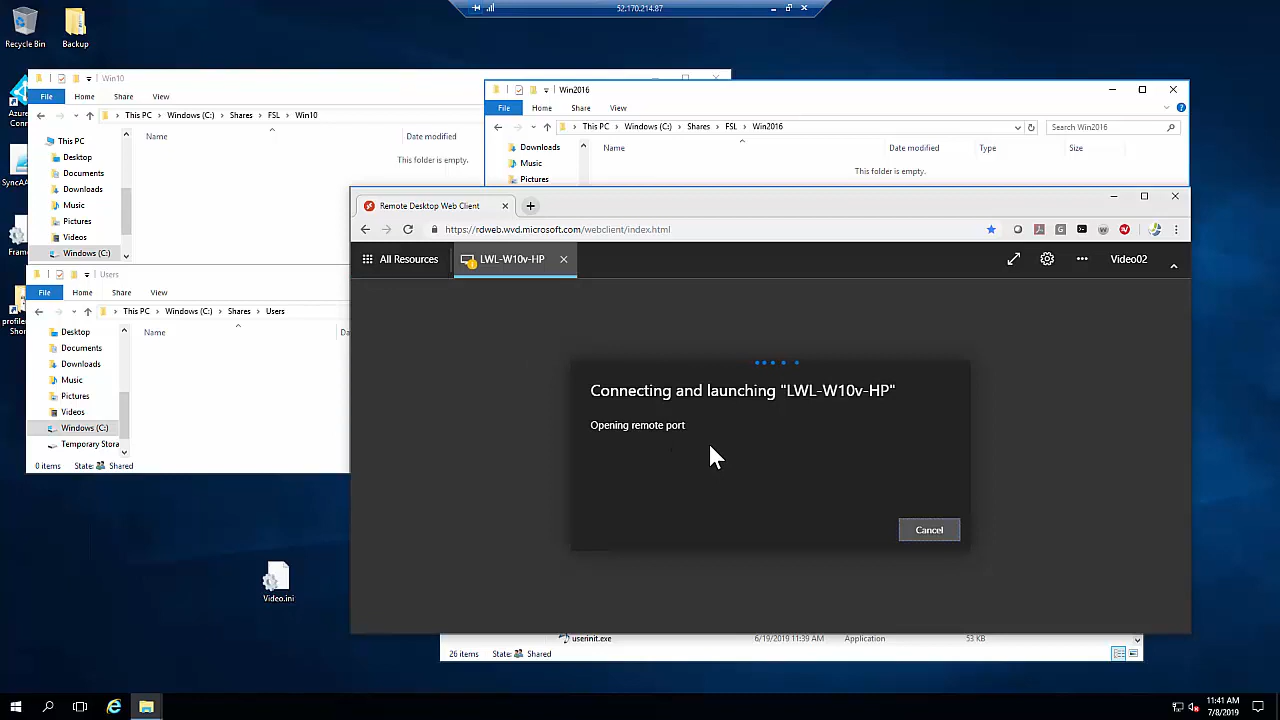 52.170.214.87
Recycle Bin
Backup
Win10
File Home Share View
This PC > Windows (C:) > Shares > FSL > Win10
Name Date modified
This folder is empty.
This PC
Desktop
Documents
Downloads
Music
Pictures
Videos
Windows (C:)
Win2016
File Home Share View
This PC > Windows (C:) > Shares > FSL > Win2016
Search Win2016
Name Date modified Type Size
This folder is empty.
Downloads
Music
Pictures
Users
File Home Share View
This PC > Windows (C:) > Shares > Users
Name
Desktop
Documents
Downloads
Music
Pictures
Videos
Windows (C:)
Temporary Stora
0 items State: Shared
Remote Desktop Web Client
https://rdweb.wvd.microsoft.com/webclient/index.html
All Resources
LWL-W10v-HP
Video02
Connecting and launching "LWL-W10v-HP"
Opening remote port
Cancel
Video.ini
userinit.exe 6/19/2019 11:39 AM Application 53 KB
26 items State: Shared
11:41 AM
7/8/2019